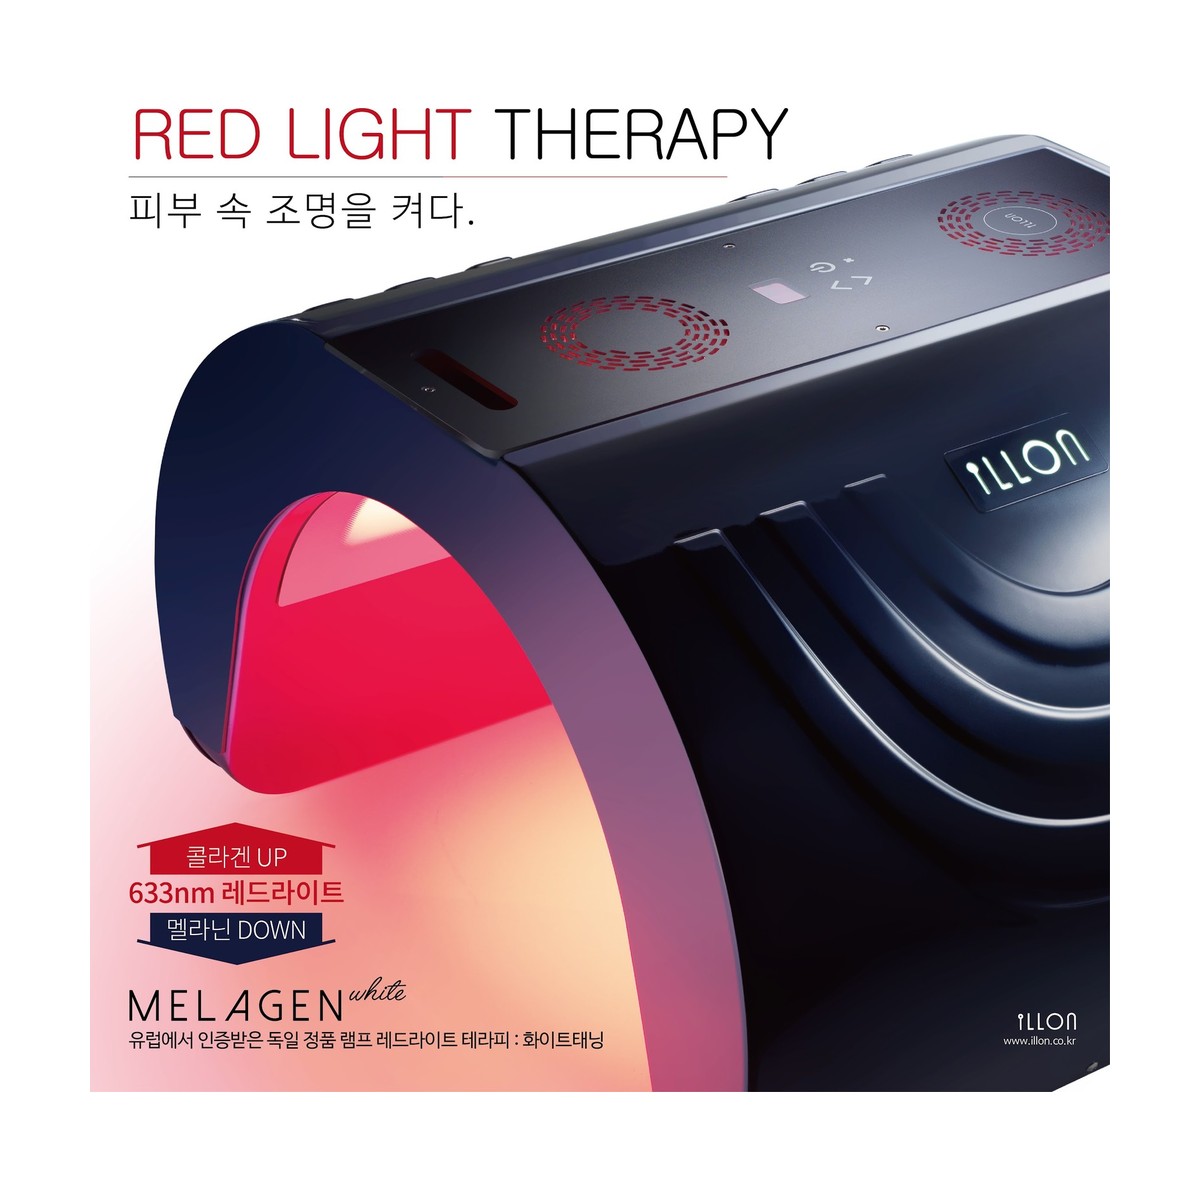 RED LIGHT THERAPY
피부 속 조명을 켜다.
illon
iLLON
콜라겐 UP
633nm 레드라이트
멜라닌 DOWN
MELAGEN white
유럽에서 인증받은 독일 정품 램프 레드라이트 테라피 : 화이트태닝
iLLON
www.illon.co.kr